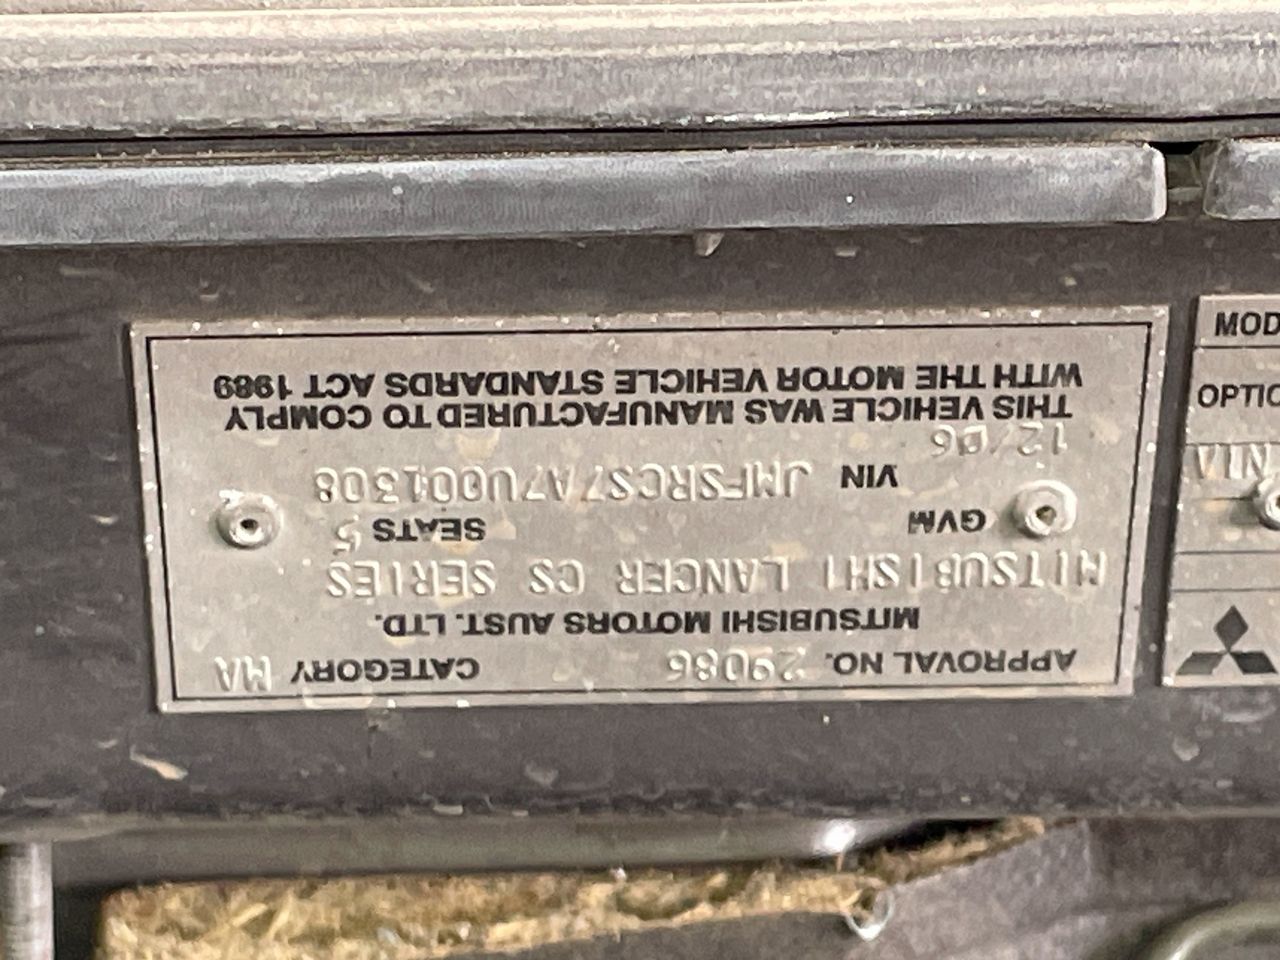 APPROVAL NO. 29086 CATEGORY MA
MITSUBISHI MOTORS AUST. LTD.
MITSUBISHI LANCER CS SERIES
GVM SEATS 5
VIN JMFSRCS7A7U001308
12/06
THIS VEHICLE WAS MANUFACTURED TO COMPLY
WITH THE MOTOR VEHICLE STANDARDS ACT 1989
MOD
OPTIO